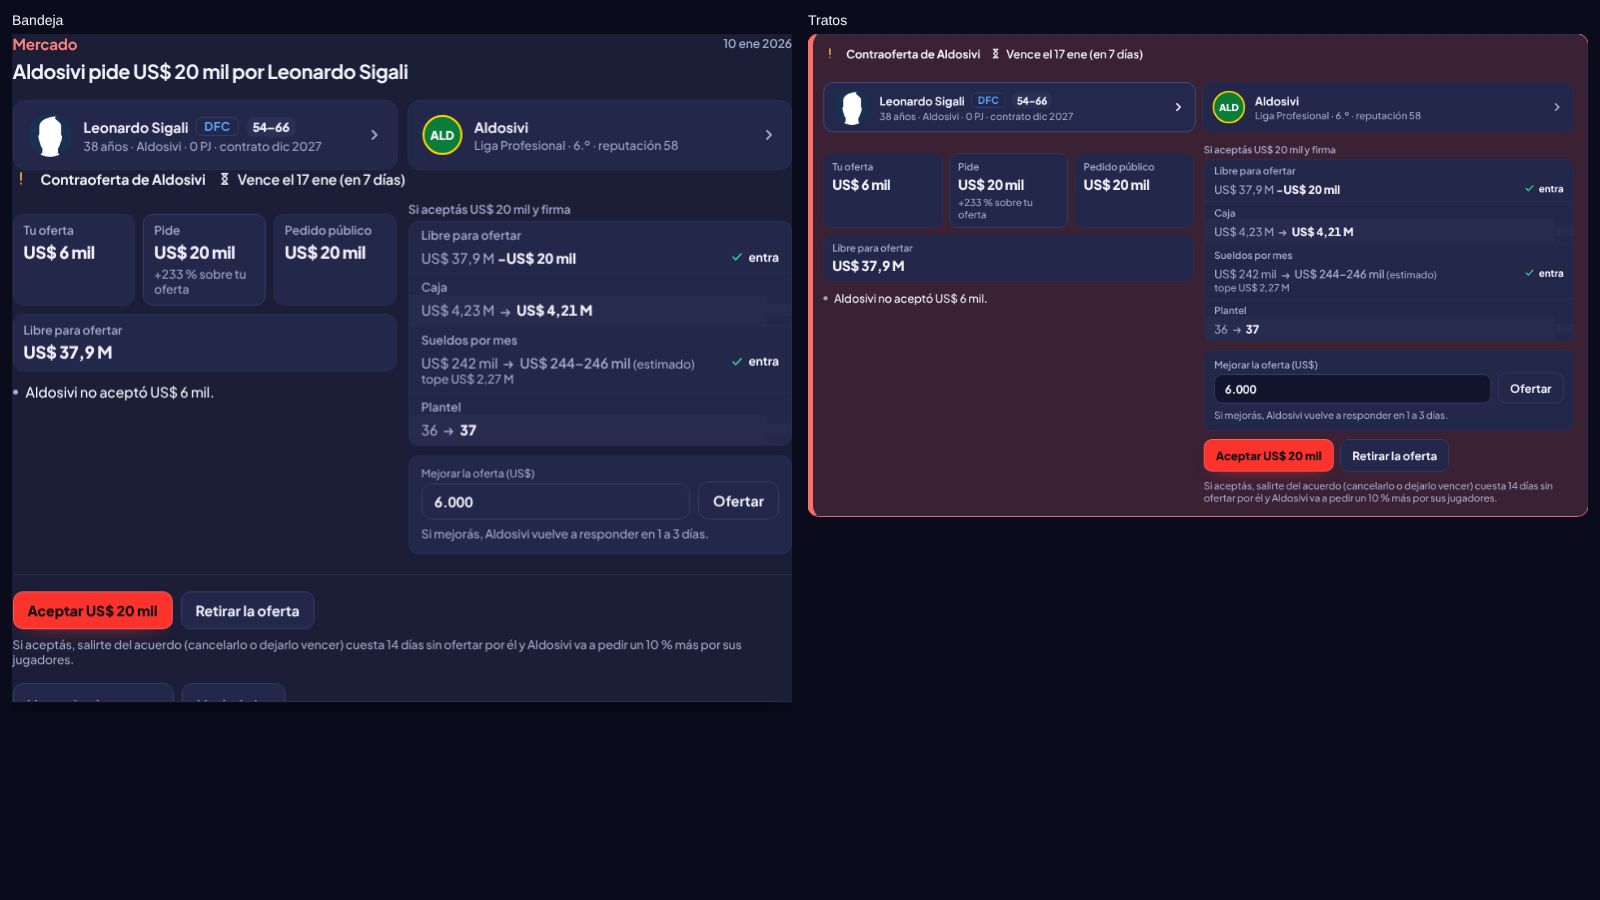 Bandeja
Mercado
10 ene 2026
Aldosivi pide US$ 20 mil por Leonardo Sigali
Leonardo Sigali DFC 54–66
38 años · Aldosivi · 0 PJ · contrato dic 2027
ALD
Aldosivi
Liga Profesional · 6.º · reputación 58
! Contraoferta de Aldosivi Vence el 17 ene (en 7 días)
Tu oferta
US$ 6 mil
Pide
US$ 20 mil
+233 % sobre tu
oferta
Pedido público
US$ 20 mil
Libre para ofertar
US$ 37,9 M
• Aldosivi no aceptó US$ 6 mil.
Si aceptás US$ 20 mil y firma
Libre para ofertar
US$ 37,9 M –US$ 20 mil
✓ entra
Caja
US$ 4,23 M → US$ 4,21 M
Sueldos por mes
US$ 242 mil → US$ 244–246 mil (estimado)
tope US$ 2,27 M
✓ entra
Plantel
36 → 37
Mejorar la oferta (US$)
6.000
Ofertar
Si mejorás, Aldosivi vuelve a responder en 1 a 3 días.
Aceptar US$ 20 mil
Retirar la oferta
Si aceptás, salirte del acuerdo (cancelarlo o dejarlo vencer) cuesta 14 días sin ofertar por él y Aldosivi va a pedir un 10 % más por sus
jugadores.
Tratos
! Contraoferta de Aldosivi Vence el 17 ene (en 7 días)
Leonardo Sigali DFC 54–66
38 años · Aldosivi · 0 PJ · contrato dic 2027
ALD
Aldosivi
Liga Profesional · 6.º · reputación 58
Tu oferta
US$ 6 mil
Pide
US$ 20 mil
+233 % sobre tu
oferta
Pedido público
US$ 20 mil
Libre para ofertar
US$ 37,9 M
• Aldosivi no aceptó US$ 6 mil.
Si aceptás US$ 20 mil y firma
Libre para ofertar
US$ 37,9 M –US$ 20 mil
✓ entra
Caja
US$ 4,23 M → US$ 4,21 M
Sueldos por mes
US$ 242 mil → US$ 244–246 mil (estimado)
tope US$ 2,27 M
✓ entra
Plantel
36 → 37
Mejorar la oferta (US$)
6.000
Ofertar
Si mejorás, Aldosivi vuelve a responder en 1 a 3 días.
Aceptar US$ 20 mil
Retirar la oferta
Si aceptás, salirte del acuerdo (cancelarlo o dejarlo vencer) cuesta 14 días sin
ofertar por él y Aldosivi va a pedir un 10 % más por sus jugadores.